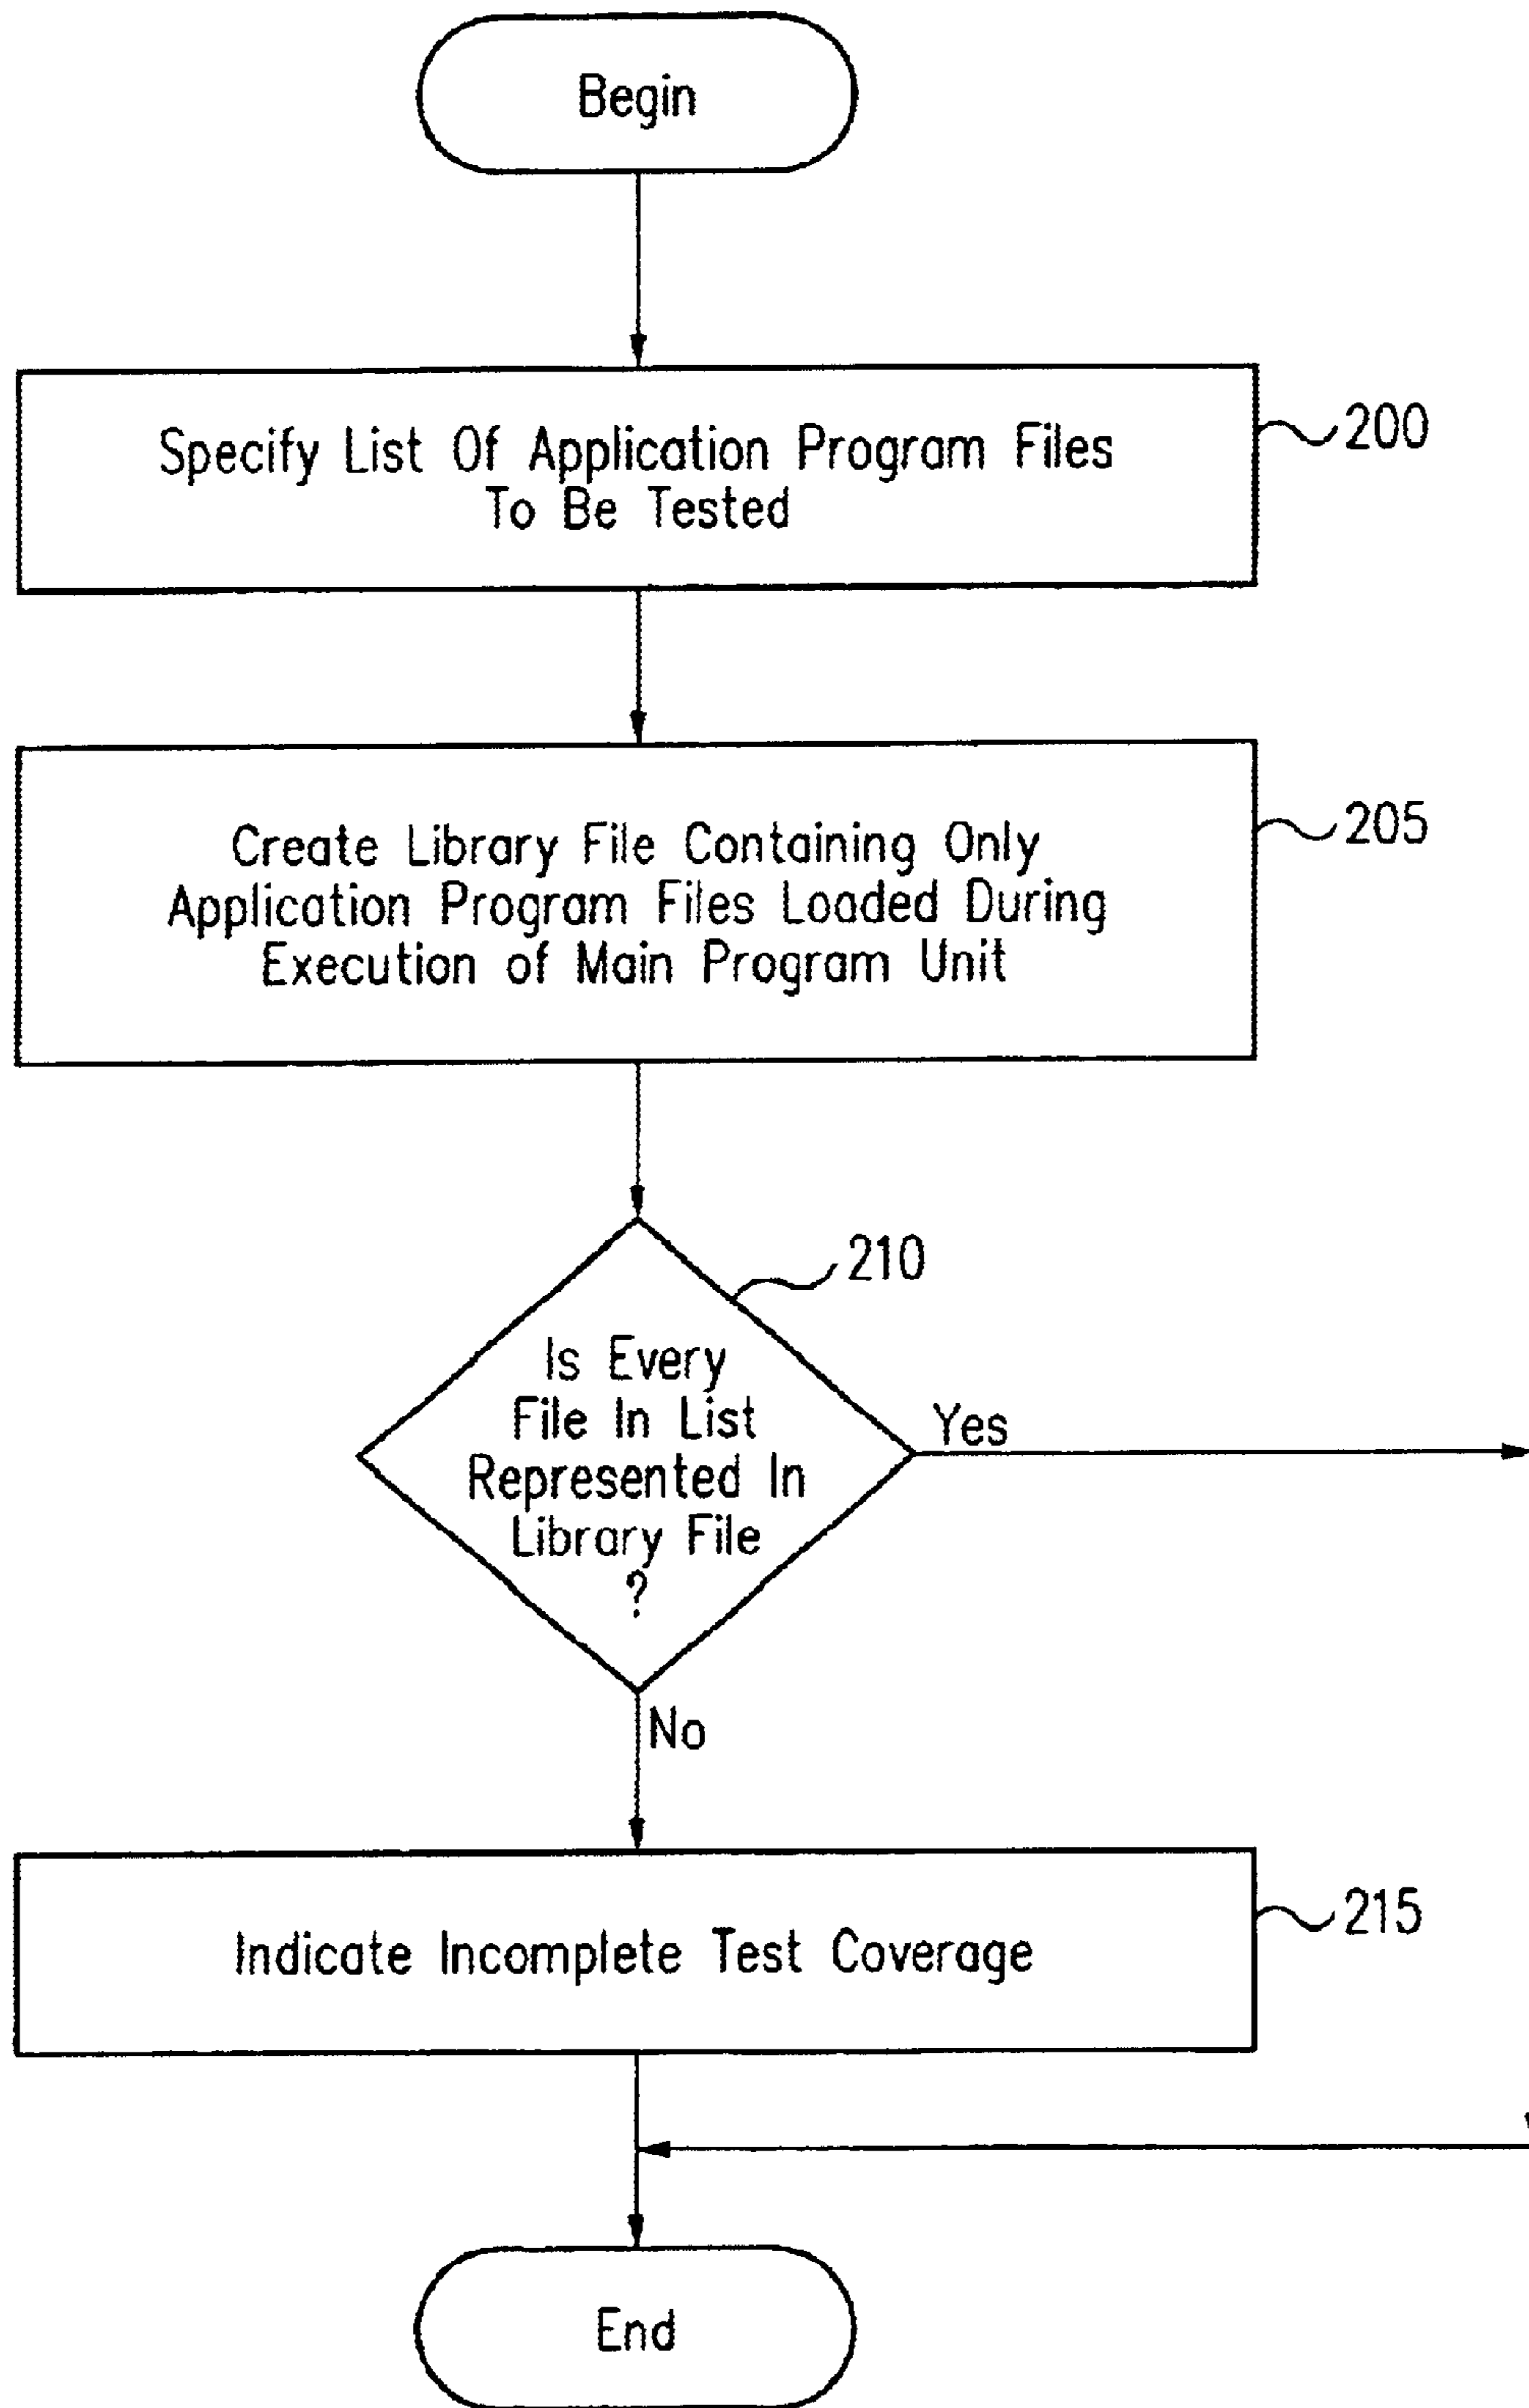 Begin
Specify List Of Application Program Files
To Be Tested
200
Create Library File Containing Only
Application Program Files Loaded During
Execution of Main Program Unit
205
210
Is Every
File In List
Represented In
Library File
?
Yes
No
Indicate Incomplete Test Coverage
215
End